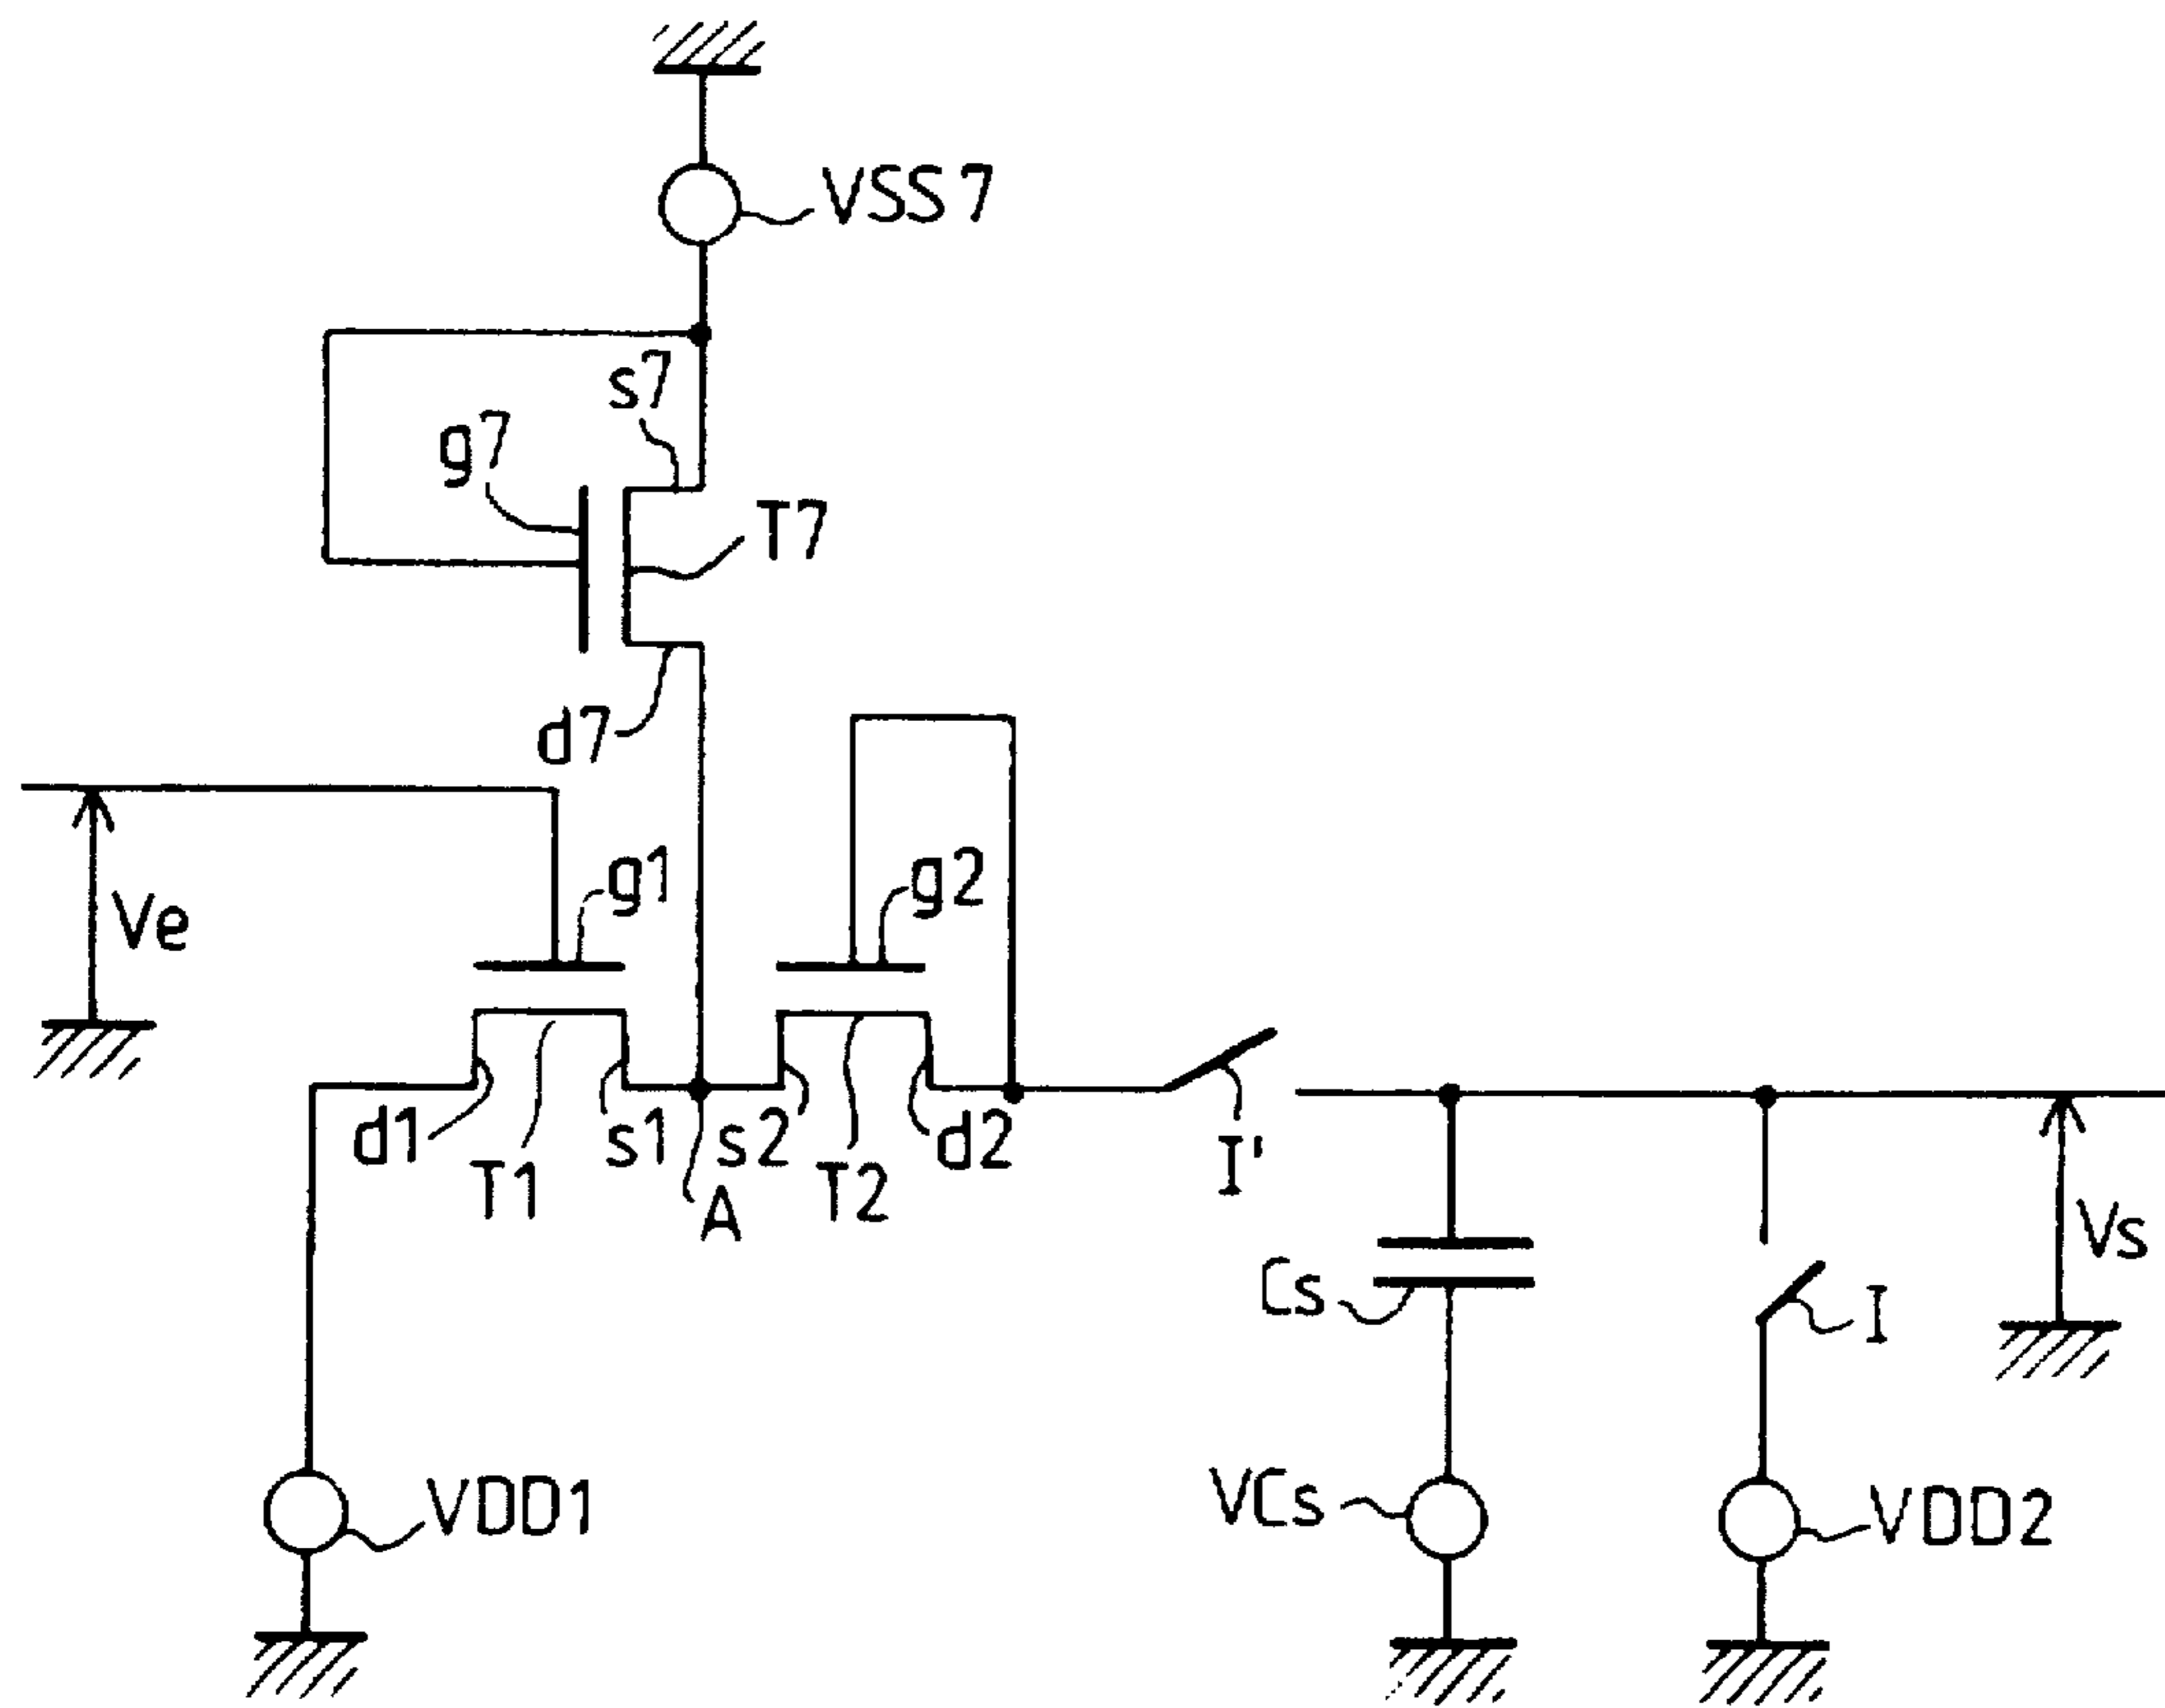 VSS7
s7
g7
T7
d7
Ve
g1
g2
d1
T1
s1
A
s2
T2
d2
I'
Cs
I
Vs
VDD1
VCs
VDD2